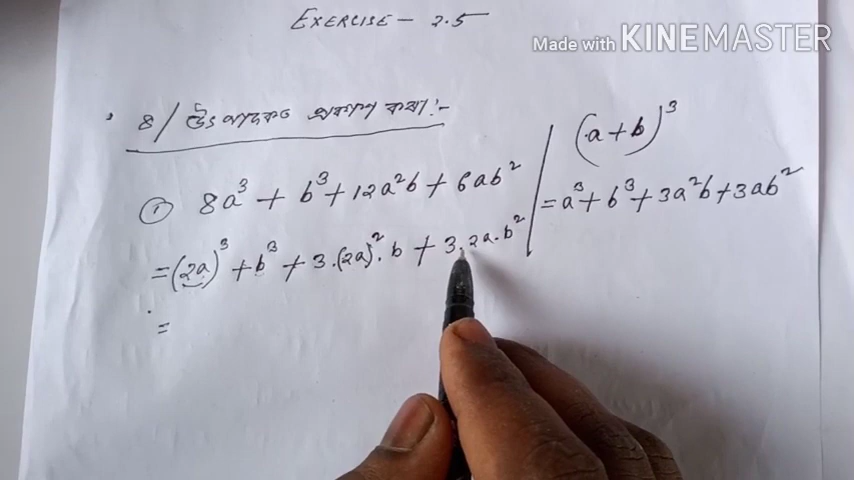 EXERCISE – 2.5
Made with KINEMASTER
8/ উৎপাদকত প্ৰকাশ কৰা:-
(a+b)³
① 8a³ + b³ + 12a²b + 6ab²
= a³ + b³ + 3a²b + 3ab²
= (2a)³ + b³ + 3.(2a)².b + 3.2a.b²
=